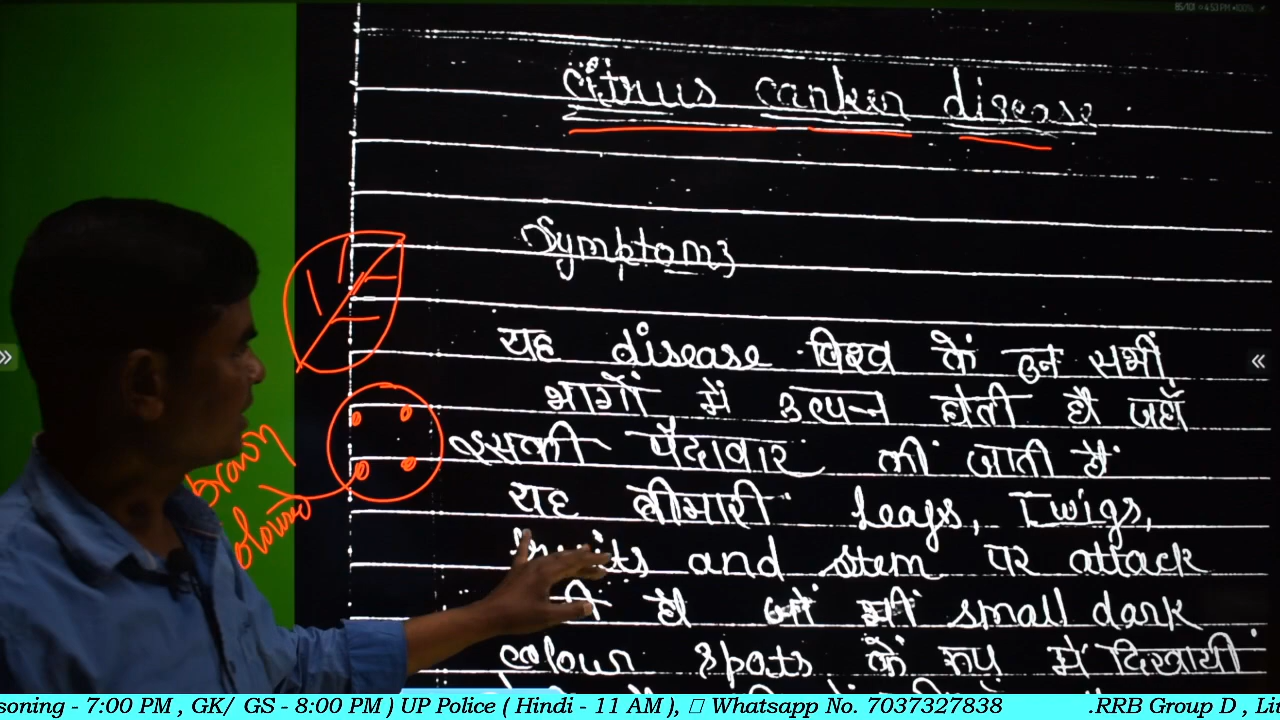 Citrus canker disease
Symptoms
यह disease विश्व के उन सभी
भागों में उत्पन्न होती है जहाँ
इसकी पैदावार की जाती है
यह बीमारी Leafs, Twigs,
fruits and stem पर attack
है small dark
colour spots के रूप में दिखायी
brown
coloured
soning - 7:00 PM , GK/ GS - 8:00 PM ) UP Police ( Hindi - 11 AM ), Whatsapp No. 7037327838 .RRB Group D , Li